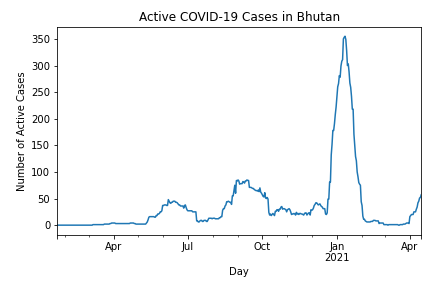 Active COVID-19 Cases in Bhutan
350
300
250
200
150
100
50
0
Number of Active Cases
Apr
Jul
Oct
Jan
2021
Apr
Day